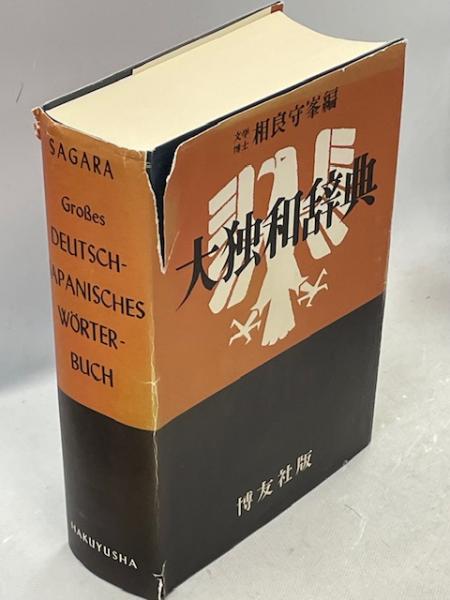 SAGARA
Großes
DEUTSCH-
JAPANISCHES
WÖRTER-
BUCH
HAKUYUSHA
文学
博士
相良守峯編
大独和辞典
博友社版